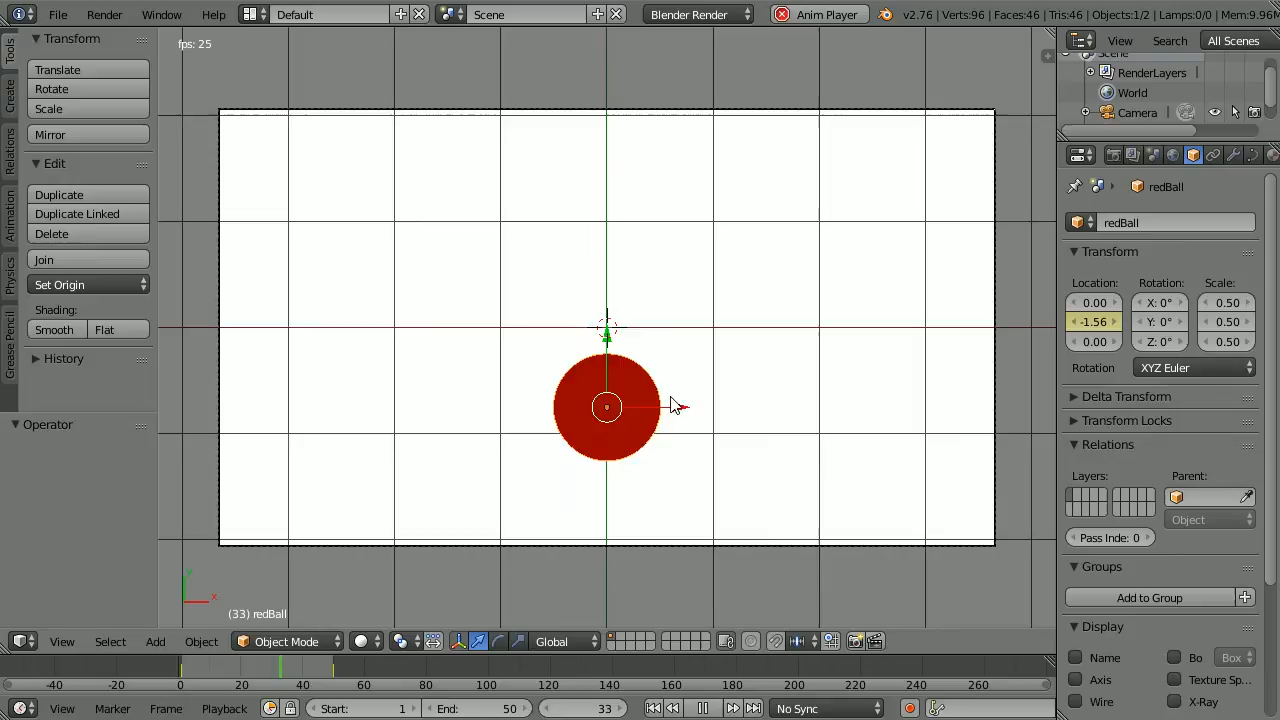 File Render Window Help Default Scene Blender Render Anim Player v2.76 | Verts:96 | Faces:46 | Tris:46 | Objects:1/2 | Lamps:0/0 | Mem:9.96M
Tools
Create
Relations
Animation
Physics
Grease Pencil
Transform
Translate
Rotate
Scale
Mirror
Edit
Duplicate
Duplicate Linked
Delete
Join
Set Origin
Shading:
Smooth Flat
History
Operator
fps: 25
y
x
(33) redBall
View Search All Scenes
Scene
RenderLayers
World
Camera
redBall
redBall
Transform
Location: Rotation: Scale:
0.00 X: 0° 0.50
-1.56 Y: 0° 0.50
0.00 Z: 0° 0.50
Rotation XYZ Euler
Delta Transform
Transform Locks
Relations
Layers: Parent:
Object
Pass Inde: 0
Groups
Add to Group
Display
Name Bo Box
Axis Texture Sp...
Wire X-Ray
View Select Add Object Object Mode Global
-40 -20 0 20 40 60 80 100 120 140 160 180 200 220 240 260
View Marker Frame Playback Start: 1 End: 50 33 No Sync